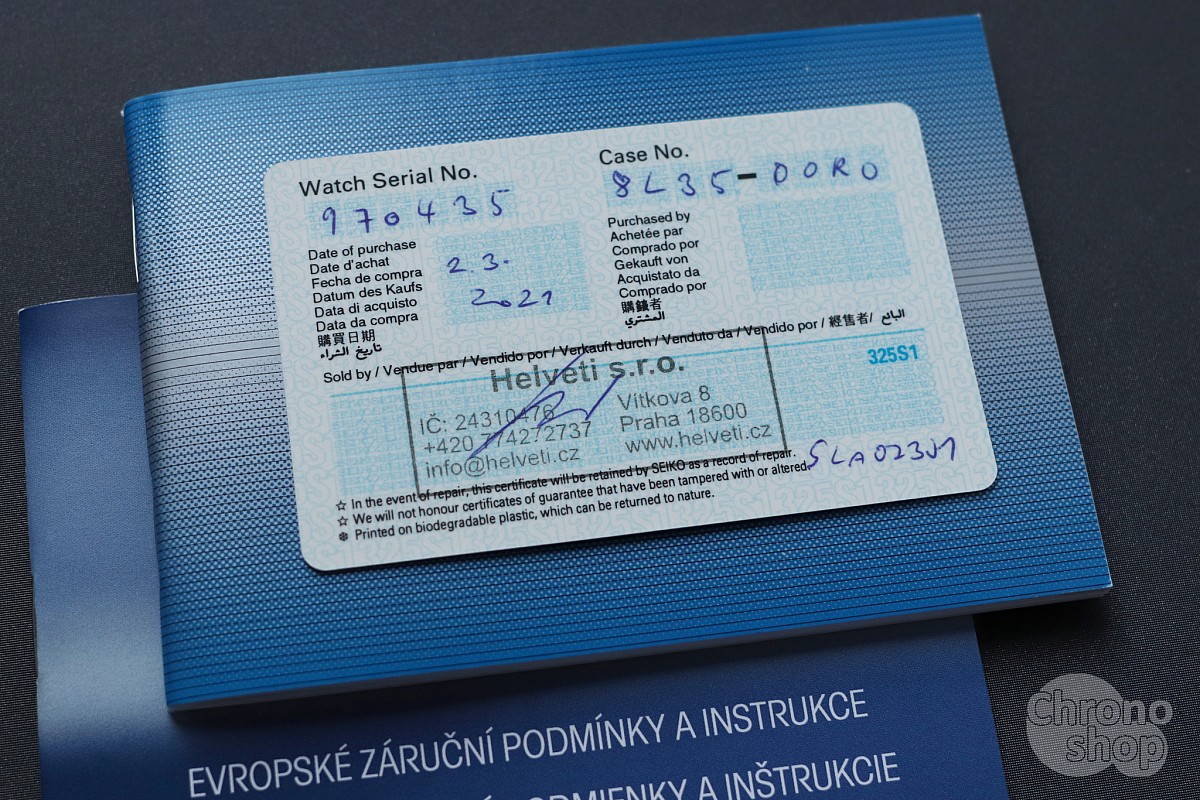 Watch Serial No.
970435
Case No.
8L35-00R0
Date of purchase
Date d'achat
Fecha de compra
Datum des Kaufs
Data di acquisto
Data da compra
購買日期
تاريخ الشراء
2.3.
2021
Purchased by
Achetée par
Comprado por
Gekauft von
Acquistato da
Comprado por
購錶者
المشتري
Sold by / Vendue par / Vendido por / Verkauft durch / Venduto da / Vendido por / 經售者/ البائع
325S1
Helveti s.r.o.
IČ: 24310476
+420 774272737
info@helveti.cz
Vítkova 8
Praha 18600
www.helveti.cz
SLA023J1
☆ In the event of repair, this certificate will be retained by SEIKO as a record of repair.
☆ We will not honour certificates of guarantee that have been tampered with or altered.
❄ Printed on biodegradable plastic, which can be returned to nature.
EVROPSKÉ ZÁRUČNÍ PODMÍNKY A INSTRUKCE
PODMIENKY A INŠTRUKCIE
Chrono
shop